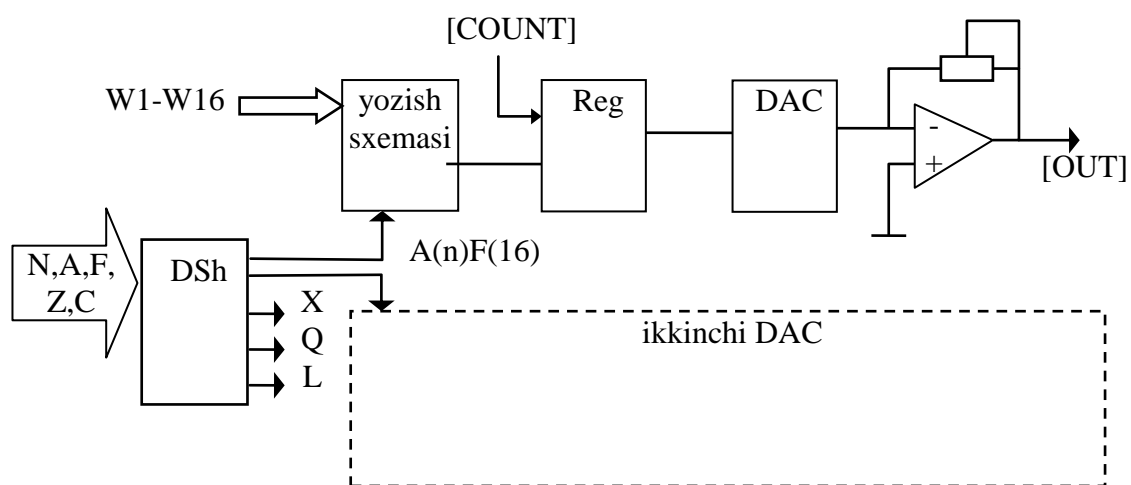 [COUNT]
W1-W16
yozish
sxemasi
Reg
DAC
-
+
[OUT]
A(n)F(16)
N,A,F,
Z,C
DSh
X
Q
L
ikkinchi DAC